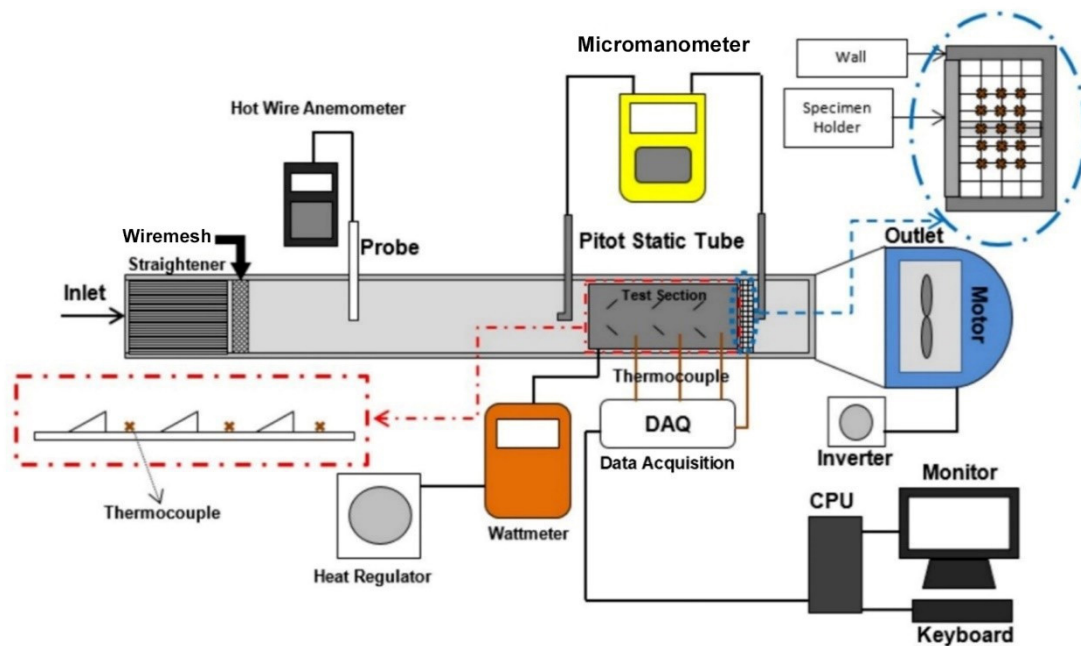 Micromanometer
Wall
Specimen
Holder
Hot Wire Anemometer
Wiremesh
Straightener
Probe
Pitot Static Tube
Outlet
Inlet
Test Section
Motor
Thermocouple
DAQ
Data Acquisition
Inverter
Thermocouple
Wattmeter
Heat Regulator
CPU
Monitor
Keyboard